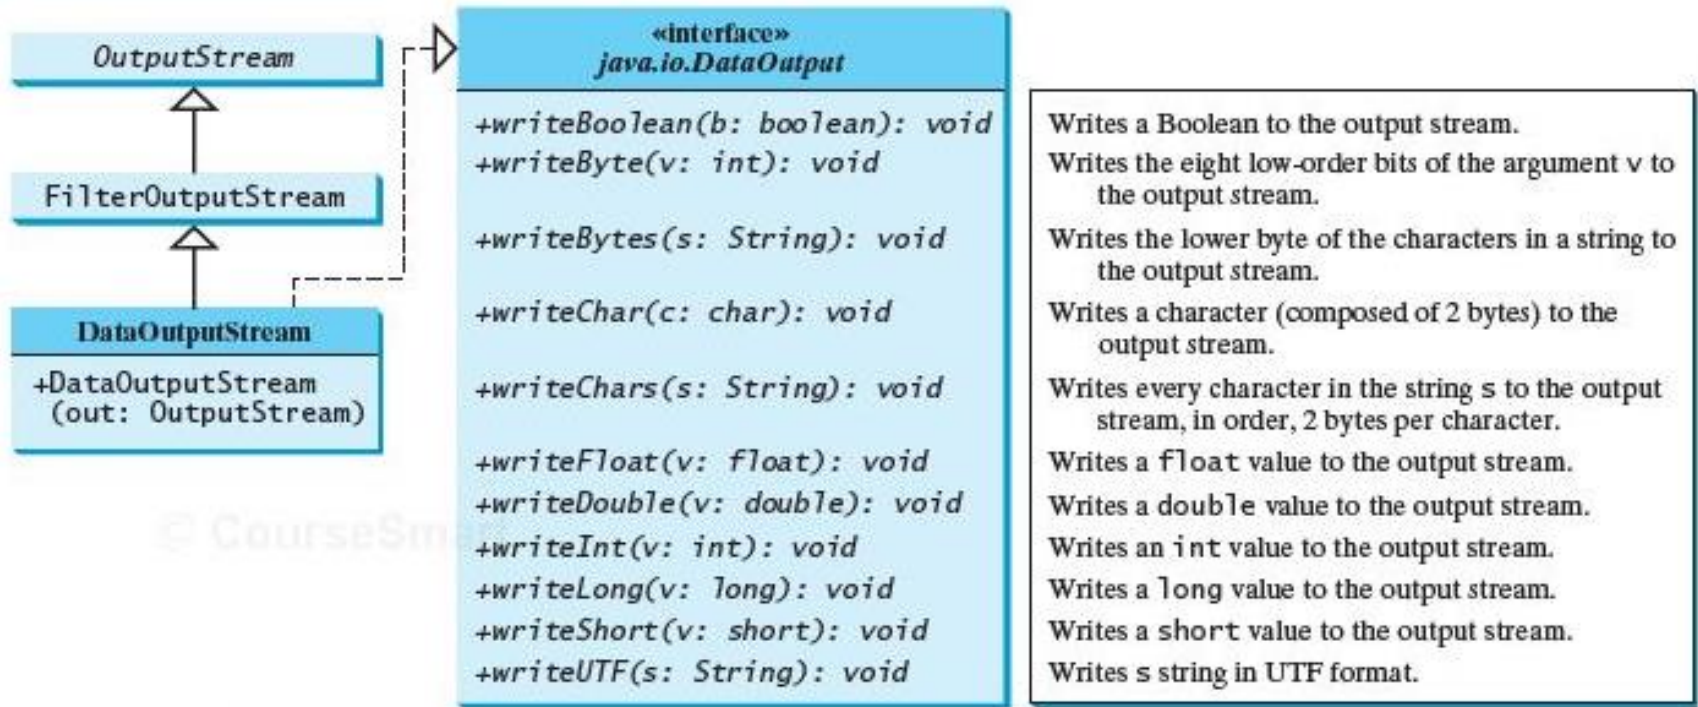 OutputStream
FilterOutputStream
DataOutputStream
+DataOutputStream
(out: OutputStream)
«interface»
java.io.DataOutput
+writeBoolean(b: boolean): void
+writeByte(v: int): void
+writeBytes(s: String): void
+writeChar(c: char): void
+writeChars(s: String): void
+writeFloat(v: float): void
+writeDouble(v: double): void
+writeInt(v: int): void
+writeLong(v: long): void
+writeShort(v: short): void
+writeUTF(s: String): void
Writes a Boolean to the output stream.
Writes the eight low-order bits of the argument v to
the output stream.
Writes the lower byte of the characters in a string to
the output stream.
Writes a character (composed of 2 bytes) to the
output stream.
Writes every character in the string s to the output
stream, in order, 2 bytes per character.
Writes a float value to the output stream.
Writes a double value to the output stream.
Writes an int value to the output stream.
Writes a long value to the output stream.
Writes a short value to the output stream.
Writes s string in UTF format.
© CourseSmart